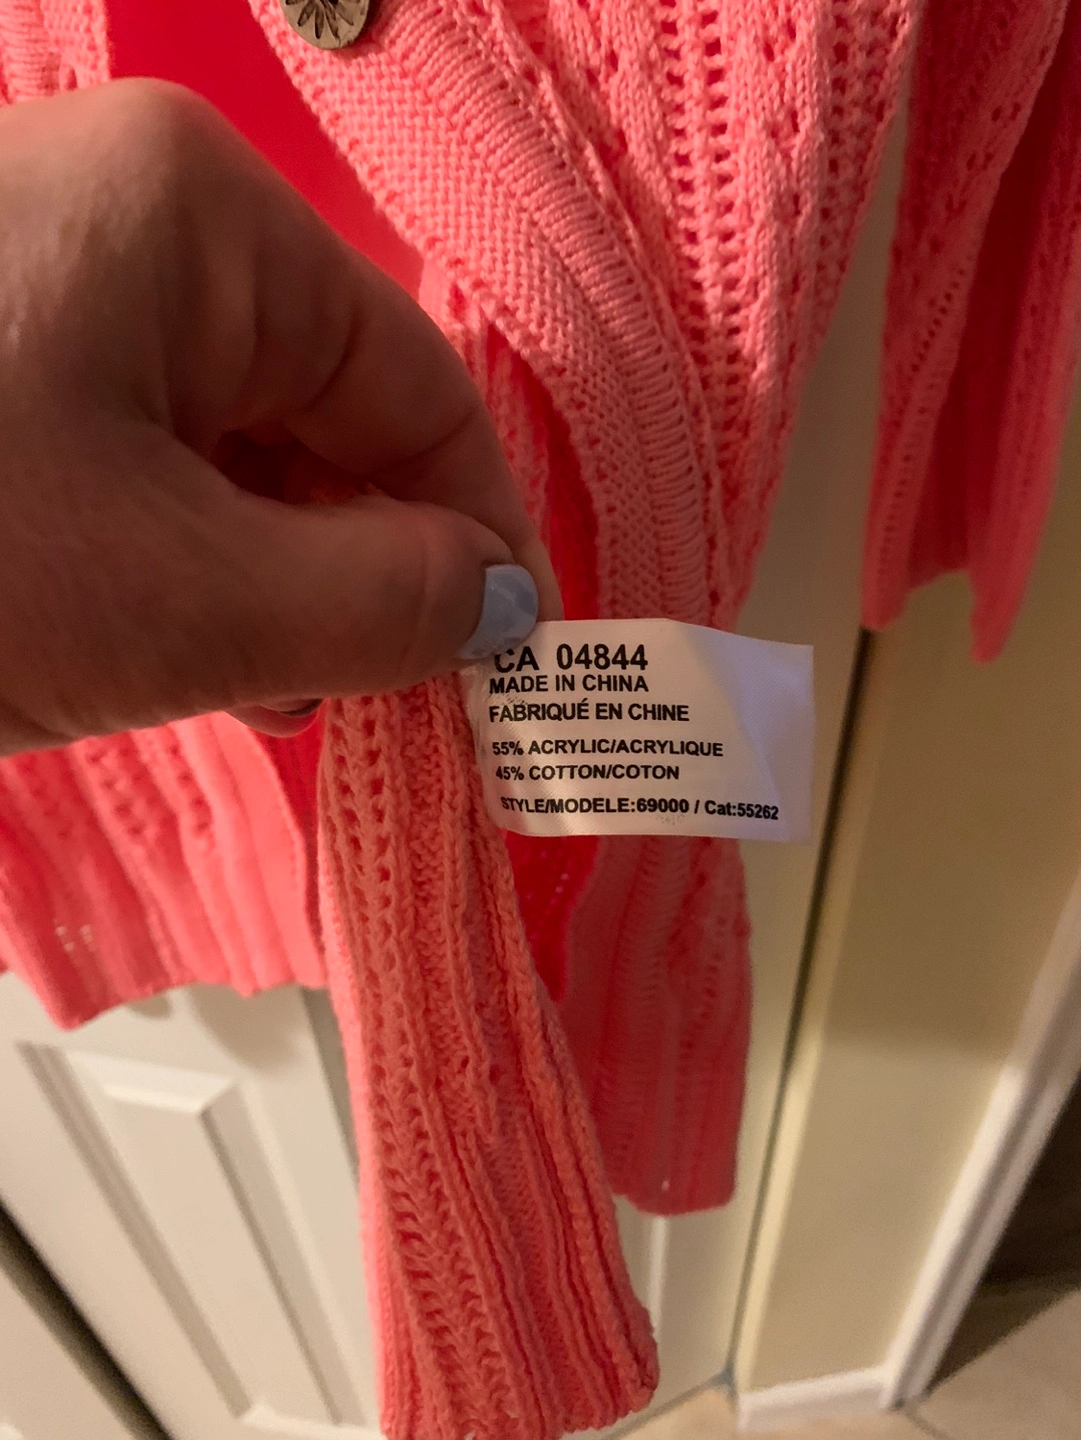 CA 04844
MADE IN CHINA
FABRIQUÉ EN CHINE
55% ACRYLIC/ACRYLIQUE
45% COTTON/COTON
STYLE/MODELE:69000 / Cat:55262